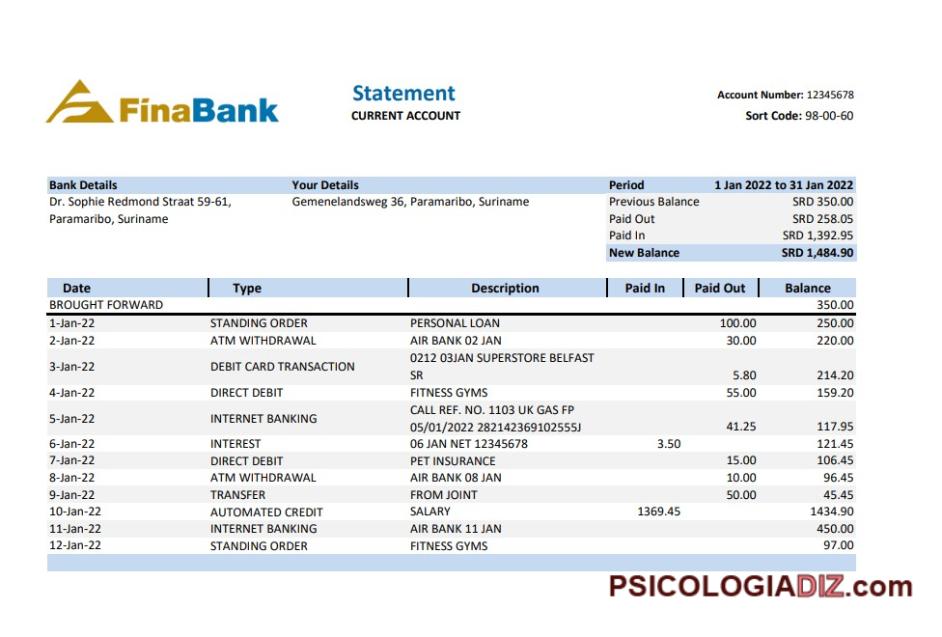 FinaBank
Statement
CURRENT ACCOUNT
Account Number: 12345678
Sort Code: 98-00-60
Bank Details Your Details Period 1 Jan 2022 to 31 Jan 2022
Dr. Sophie Redmond Straat 59-61, Gemenelandsweg 36, Paramaribo, Suriname Previous Balance SRD 350.00
Paramaribo, Suriname Paid Out SRD 258.05
Paid In SRD 1,392.95
New Balance SRD 1,484.90
Date Type Description Paid In Paid Out Balance
BROUGHT FORWARD 350.00
1-Jan-22 STANDING ORDER PERSONAL LOAN 100.00 250.00
2-Jan-22 ATM WITHDRAWAL AIR BANK 02 JAN 30.00 220.00
3-Jan-22 DEBIT CARD TRANSACTION 0212 03JAN SUPERSTORE BELFAST
SR 5.80 214.20
4-Jan-22 DIRECT DEBIT FITNESS GYMS 55.00 159.20
5-Jan-22 INTERNET BANKING CALL REF. NO. 1103 UK GAS FP
05/01/2022 282142369102555J 41.25 117.95
6-Jan-22 INTEREST 06 JAN NET 12345678 3.50 121.45
7-Jan-22 DIRECT DEBIT PET INSURANCE 15.00 106.45
8-Jan-22 ATM WITHDRAWAL AIR BANK 08 JAN 10.00 96.45
9-Jan-22 TRANSFER FROM JOINT 50.00 45.45
10-Jan-22 AUTOMATED CREDIT SALARY 1369.45 1434.90
11-Jan-22 INTERNET BANKING AIR BANK 11 JAN 450.00
12-Jan-22 STANDING ORDER FITNESS GYMS 97.00
PSICOLOGIADIZ.com